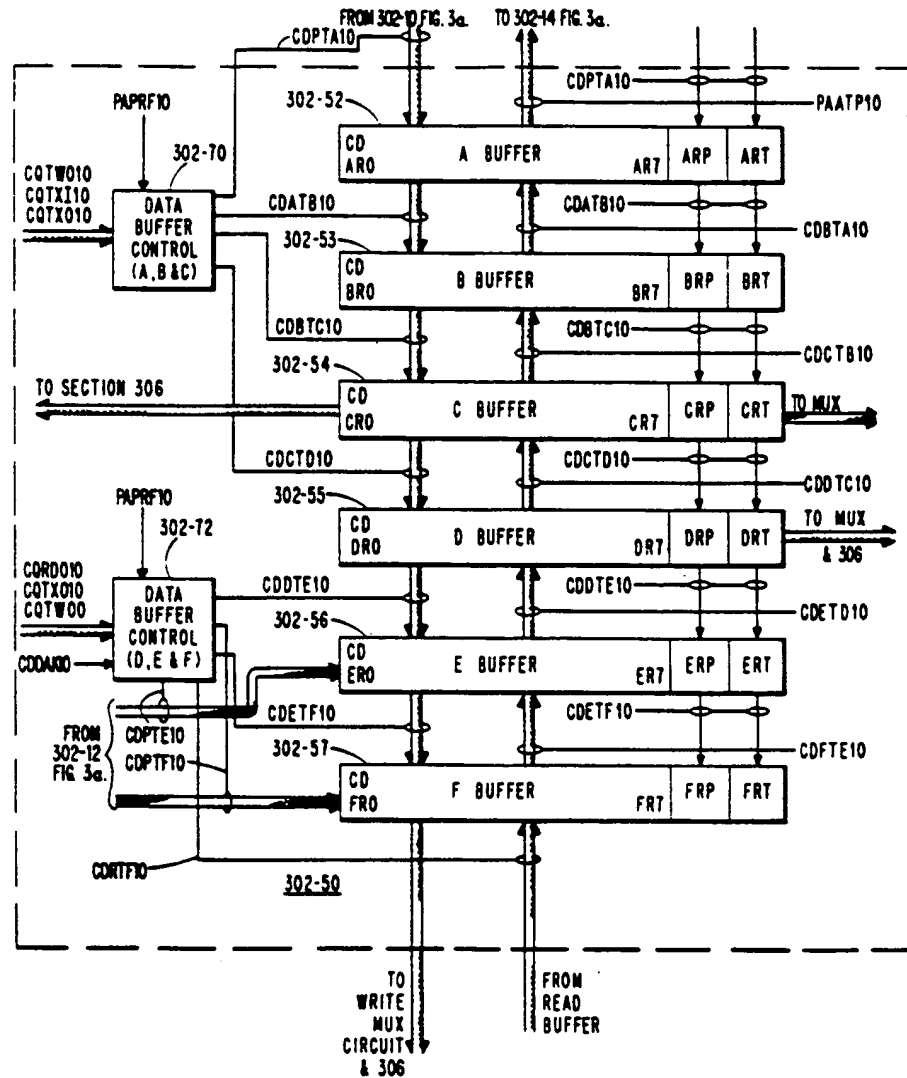 FROM 302-10 FIG. 3a.
TO 302-14 FIG. 3a.
CDPTA10
CDPTA10
PAATP10
302-52
PAPRF10
302-70
CD
AR0
A BUFFER
AR7
ARP
ART
CQTW010
CQTXI10
CQTX010
DATA
BUFFER
CONTROL
(A, B & C)
CDATB10
CDATB10
302-53
CDBTA10
CD
BR0
B BUFFER
BR7
BRP
BRT
CDBTC10
CDBTC10
302-54
CDCTB10
TO SECTION 306
CD
CR0
C BUFFER
CR7
CRP
CRT
TO MUX
CDCTD10
CDCTD10
302-55
CDDTC10
PAPRF10
302-72
CD
DR0
D BUFFER
DR7
DRP
DRT
TO MUX
& 306
CQRD010
CQTX010
CQTW00
CDDAK10
DATA
BUFFER
CONTROL
(D, E & F)
CDDTE10
CDDTE10
302-56
CDETD10
CD
ER0
E BUFFER
ER7
ERP
ERT
CDETF10
CDETF10
FROM
302-12
FIG. 3a.
CDPTE10
CDPTF10
302-57
CDFTE10
CD
FR0
F BUFFER
FR7
FRP
FRT
CDRTF10
302-50
TO
WRITE
MUX
CIRCUIT
& 306
FROM
READ
BUFFER